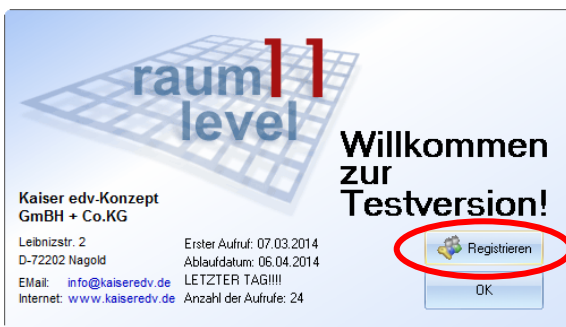 raum 11
level
Willkommen
zur
Testversion!
Kaiser edv-Konzept
GmBH + Co.KG
Leibnizstr. 2
D-72202 Nagold
EMail: info@kaiseredv.de
Internet: www.kaiseredv.de
Erster Aufruf: 07.03.2014
Ablaufdatum: 06.04.2014
LETZTER TAG!!!!
Anzahl der Aufrufe: 24
Registrieren
OK